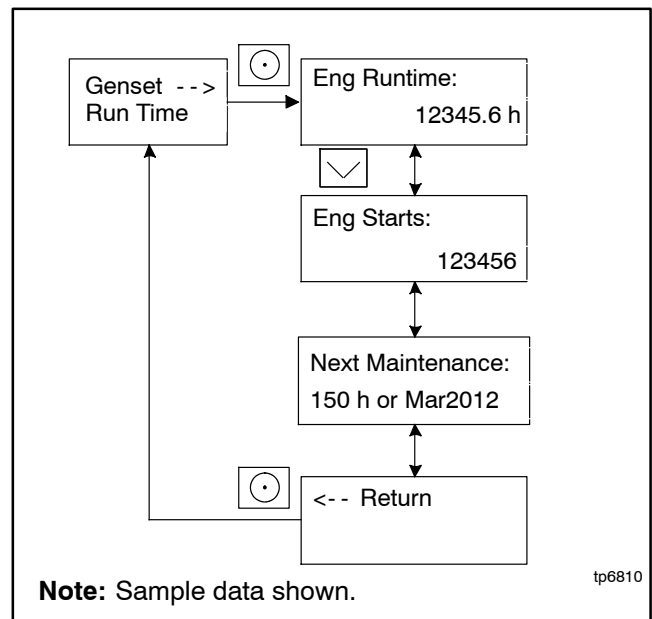 Genset - - >
Run Time
Eng Runtime:
12345.6 h
Eng Starts:
123456
Next Maintenance:
150 h or Mar2012
<- - Return
Note: Sample data shown.
tp6810